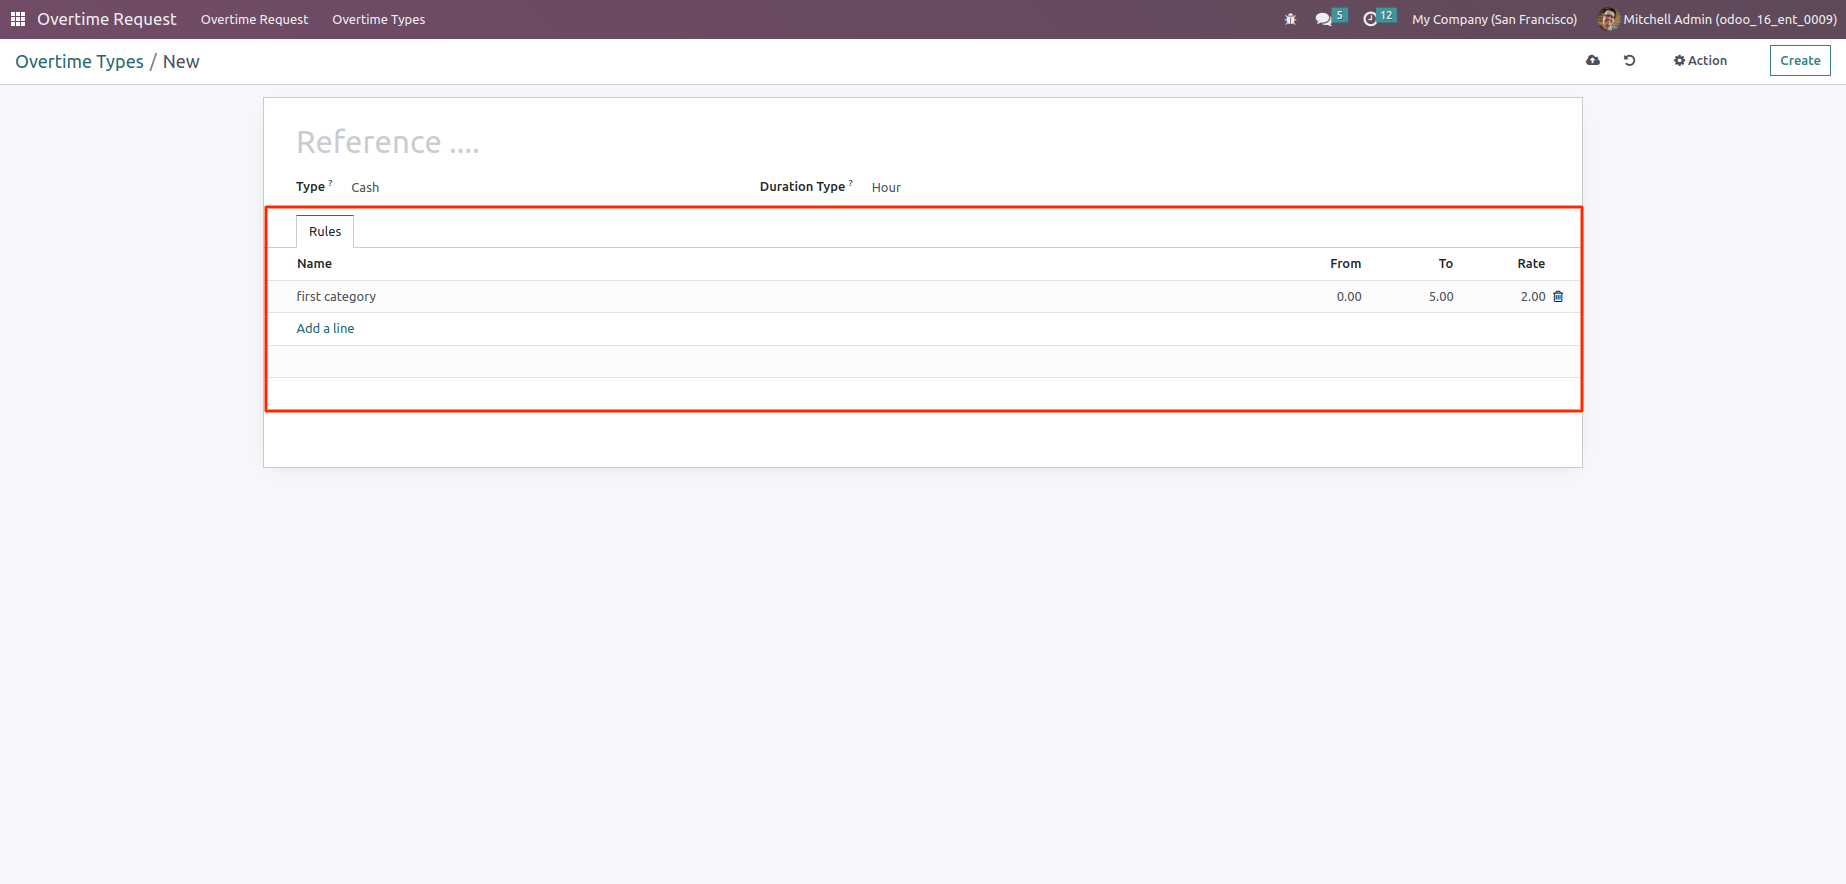 Overtime Request Overtime Request Overtime Types 5 12 My Company (San Francisco) Mitchell Admin (odoo_16_ent_0009)
Overtime Types / New Action Create
Reference ....
Type ? Cash Duration Type ? Hour
Rules
Name From To Rate
first category 0.00 5.00 2.00
Add a line